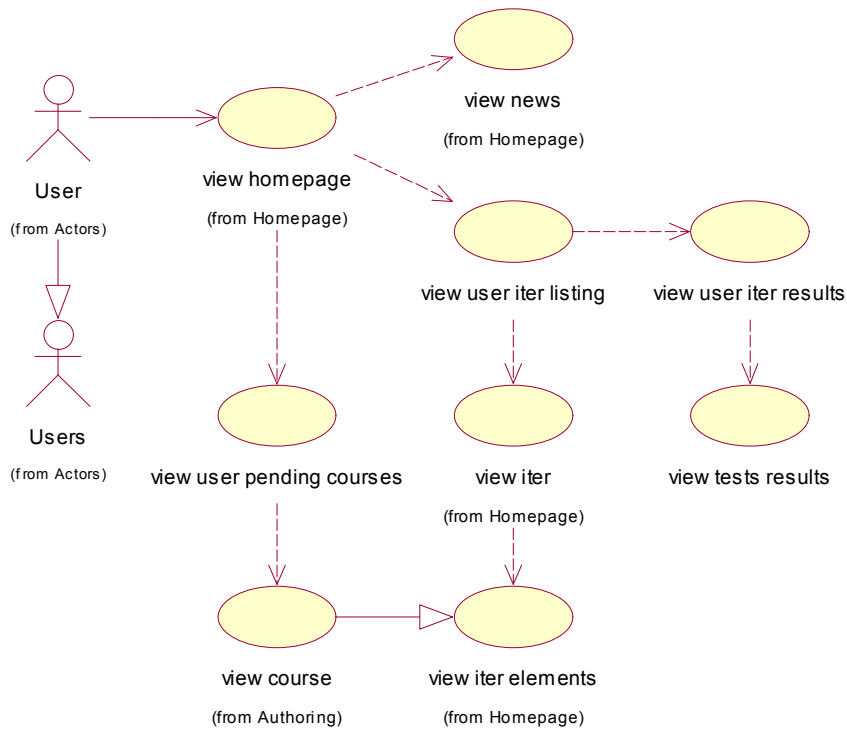 view news
(from Homepage)
User
(from Actors)
view homepage
(from Homepage)
view user iter listing
view user iter results
Users
(from Actors)
view user pending courses
view iter
(from Homepage)
view tests results
view course
(from Authoring)
view iter elements
(from Homepage)